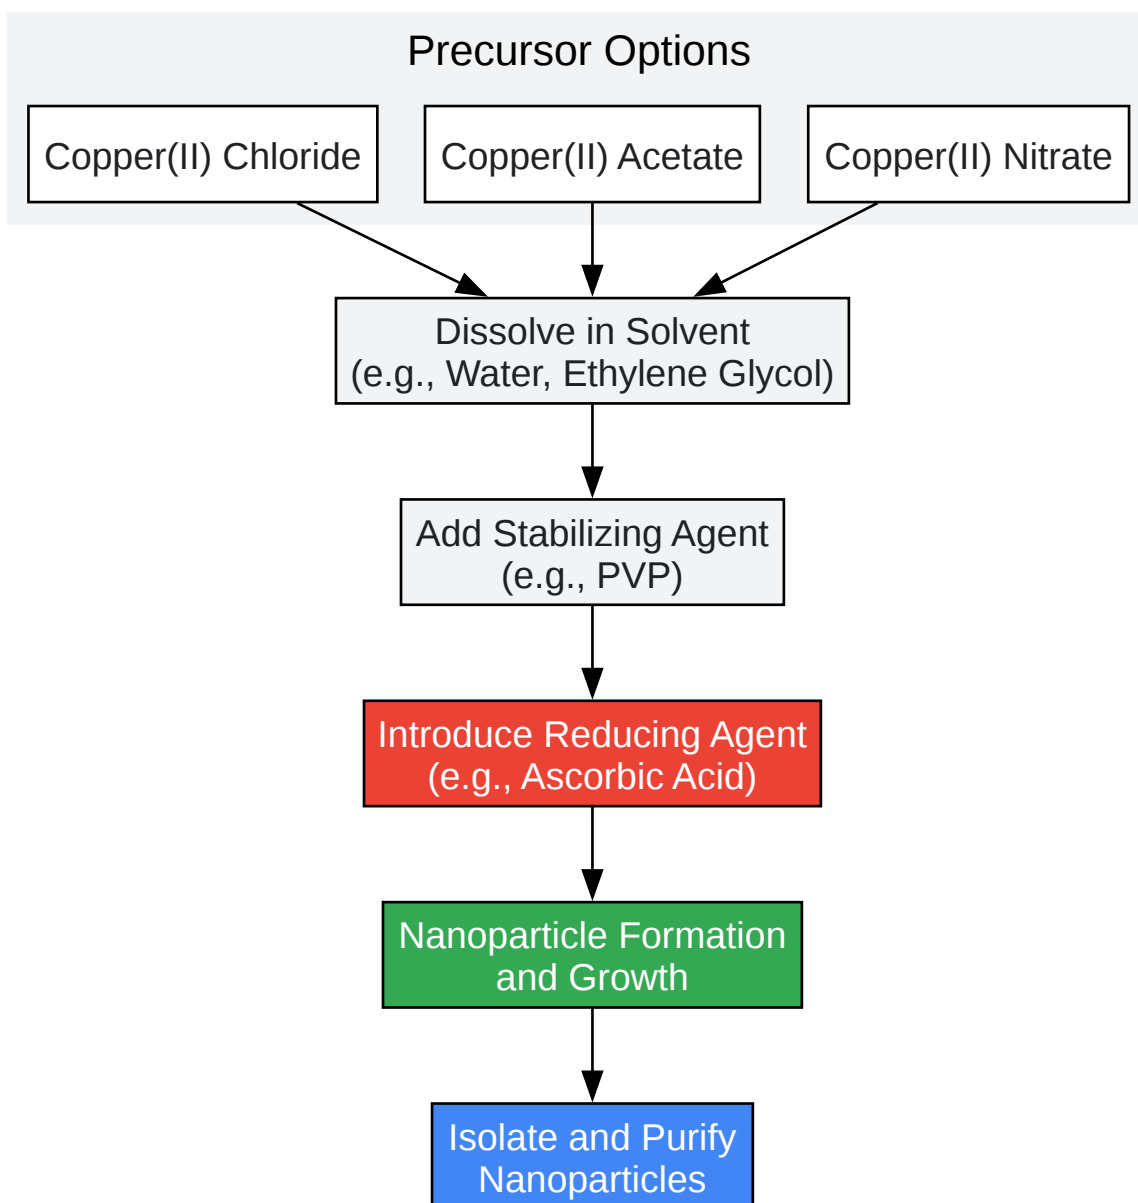 Precursor Options
Copper(II) Chloride
Copper(II) Acetate
Copper(II) Nitrate
Dissolve in Solvent
(e.g., Water, Ethylene Glycol)
Add Stabilizing Agent
(e.g., PVP)
Introduce Reducing Agent
(e.g., Ascorbic Acid)
Nanoparticle Formation
and Growth
Isolate and Purify
Nanoparticles